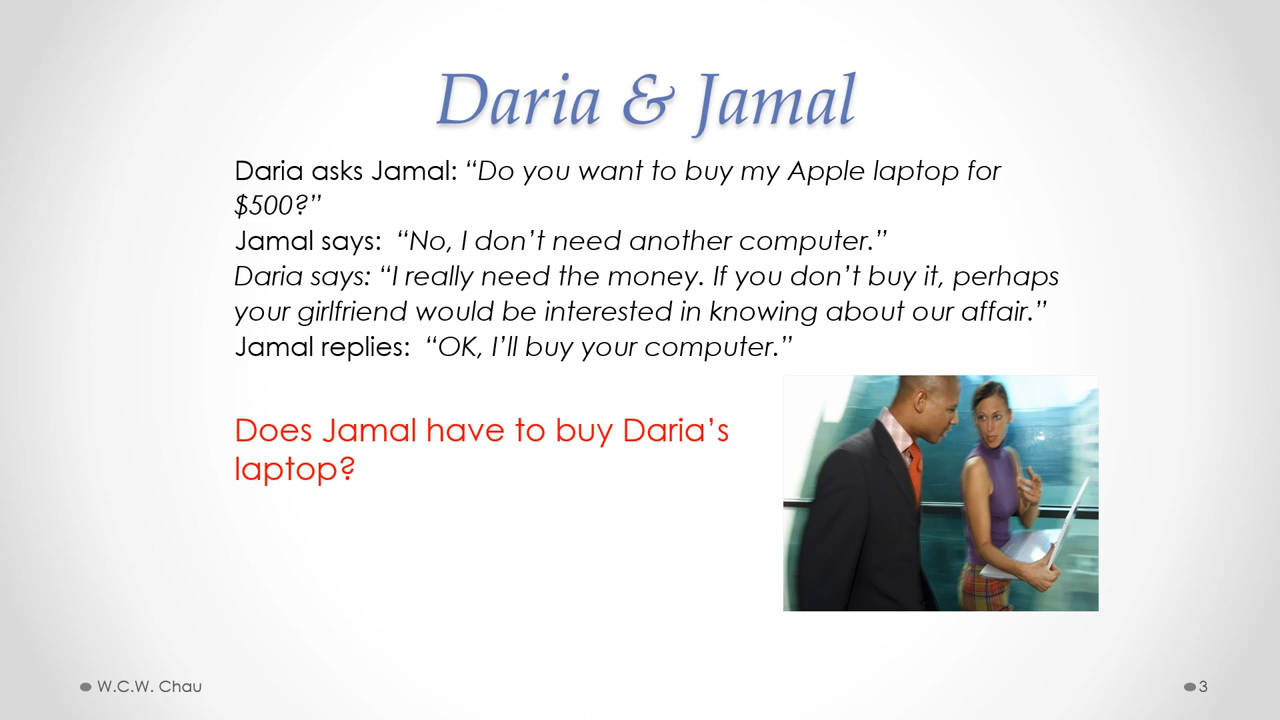 Daria & Jamal
Daria asks Jamal: “Do you want to buy my Apple laptop for
$500?”
Jamal says:  “No, I don’t need another computer.”
Daria says: “I really need the money. If you don’t buy it, perhaps
your girlfriend would be interested in knowing about our affair.”
Jamal replies:  “OK, I’ll buy your computer.”
Does Jamal have to buy Daria’s
laptop?
W.C.W. Chau
3